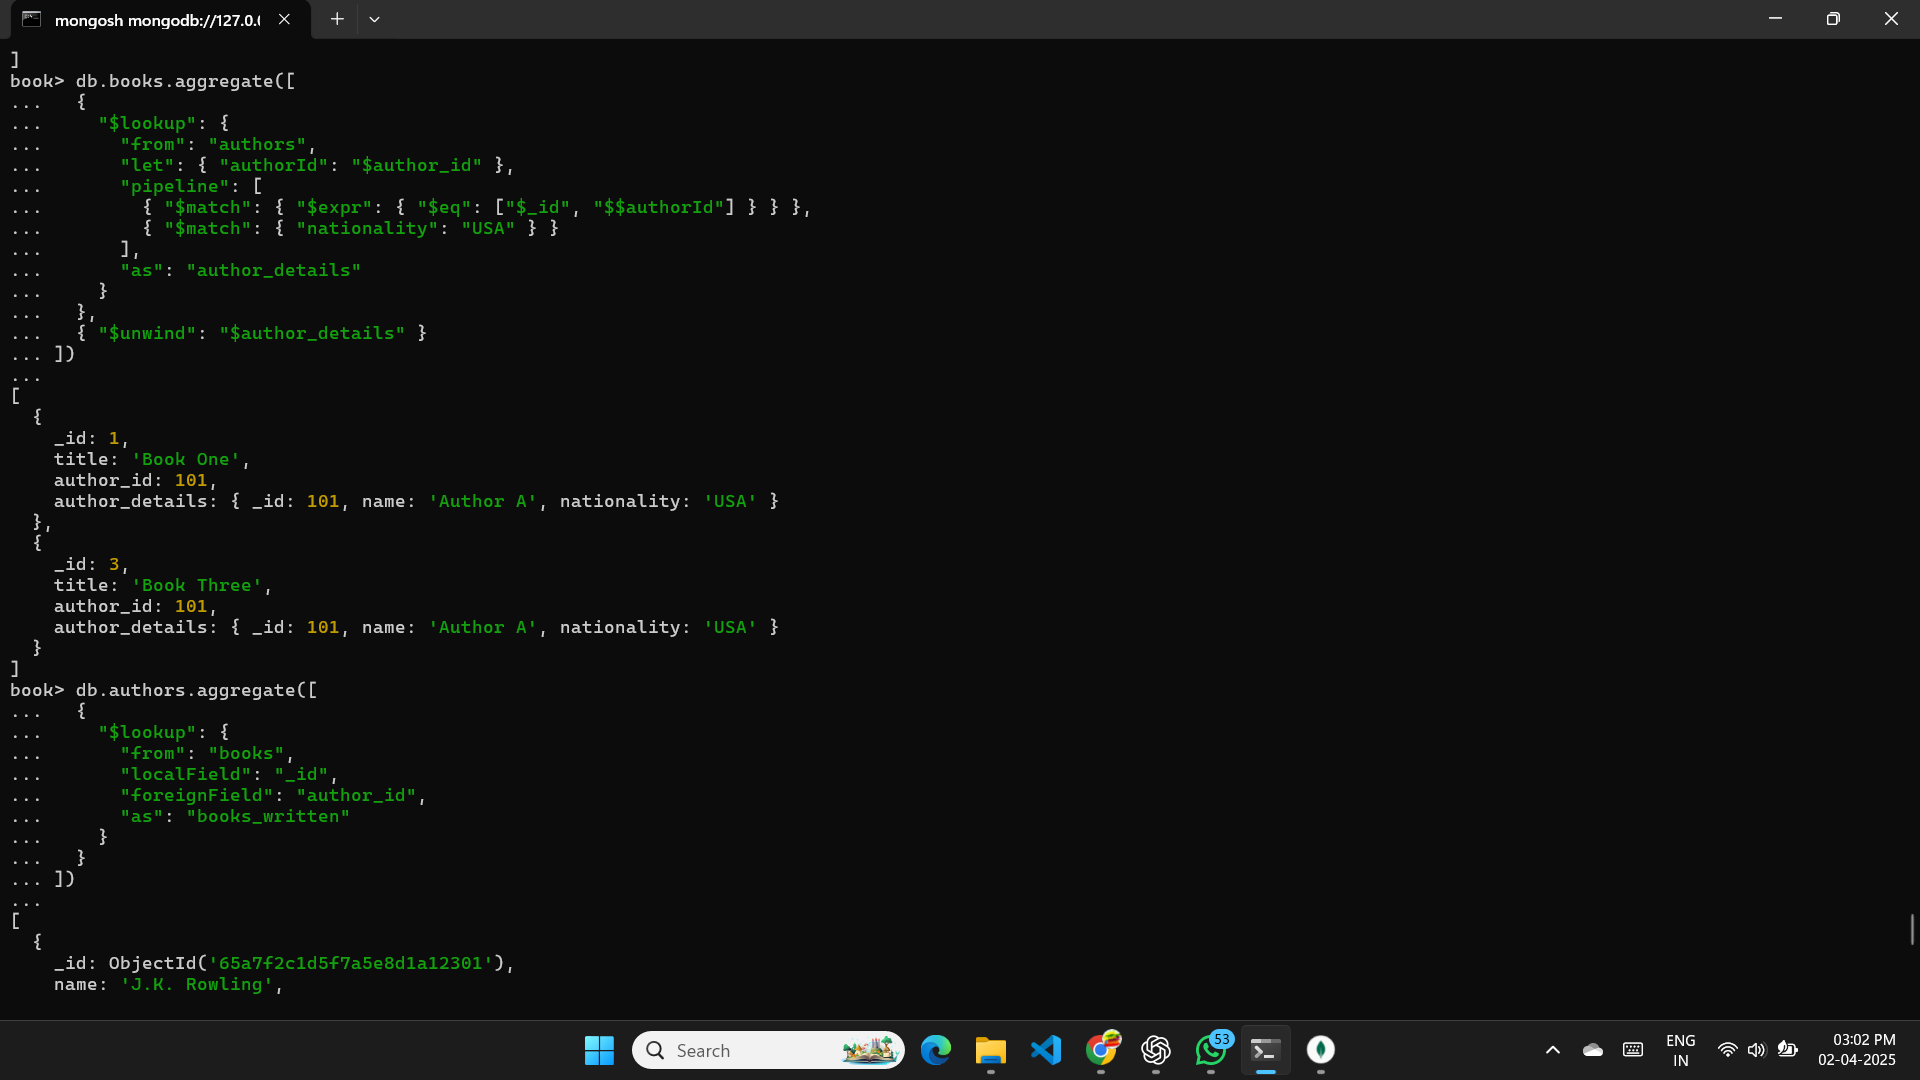 mongosh mongodb://127.0.
]
book> db.books.aggregate([
...   {
...     "$lookup": {
...       "from": "authors",
...       "let": { "authorId": "$author_id" },
...       "pipeline": [
...         { "$match": { "$expr": { "$eq": ["$_id", "$$authorId"] } } },
...         { "$match": { "nationality": "USA" } }
...       ],
...       "as": "author_details"
...     }
...   },
...   { "$unwind": "$author_details" }
... ])
...
[
  {
    _id: 1,
    title: 'Book One',
    author_id: 101,
    author_details: { _id: 101, name: 'Author A', nationality: 'USA' }
  },
  {
    _id: 3,
    title: 'Book Three',
    author_id: 101,
    author_details: { _id: 101, name: 'Author A', nationality: 'USA' }
  }
]
book> db.authors.aggregate([
...   {
...     "$lookup": {
...       "from": "books",
...       "localField": "_id",
...       "foreignField": "author_id",
...       "as": "books_written"
...     }
...   }
... ])
...
[
  {
    _id: ObjectId('65a7f2c1d5f7a5e8d1a12301'),
    name: 'J.K. Rowling',
Search
53
ENG
IN
03:02 PM
02-04-2025